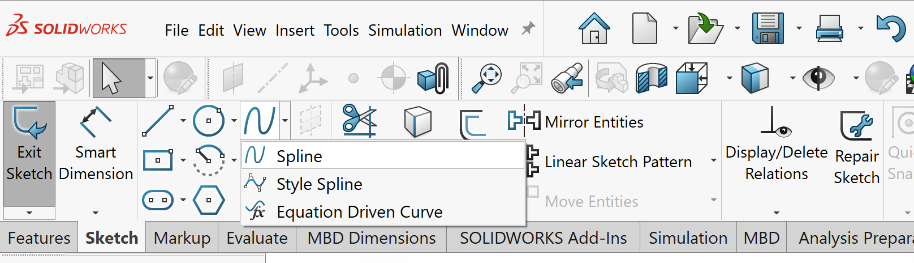 SOLIDWORKS File Edit View Insert Tools Simulation Window
Exit Sketch
Smart Dimension
Spline
Style Spline
fx Equation Driven Curve
Mirror Entities
Linear Sketch Pattern
Move Entities
Display/Delete Relations
Repair Sketch
Features Sketch Markup Evaluate MBD Dimensions SOLIDWORKS Add-Ins Simulation MBD Analysis Prepara